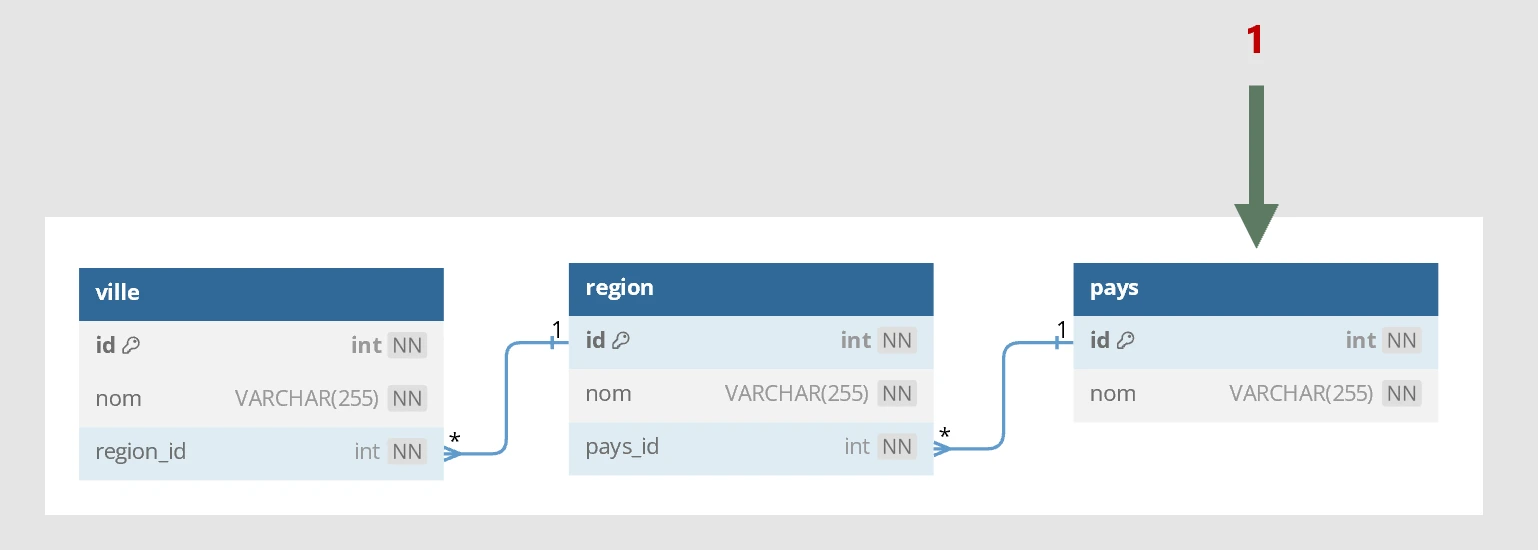 1
ville
id int NN
nom VARCHAR(255) NN
region_id int NN
*
1
region
id int NN
nom VARCHAR(255) NN
pays_id int NN
*
1
pays
id int NN
nom VARCHAR(255) NN